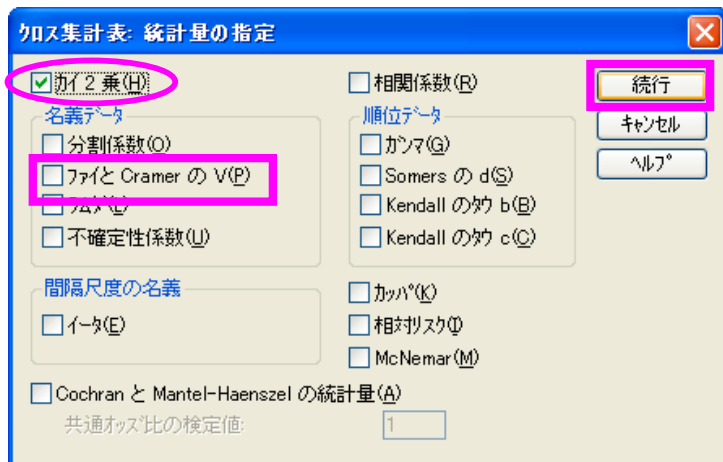 クロス集計表: 統計量の指定
カイ 2 乗(H)
相関係数(R)
続行
名義データ
順位データ
キャンセル
分割係数(O)
ガンマ(G)
ファイと Cramer の V(P)
Somers の d(S)
ヘルプ
ラムダ(L)
Kendall のタウ b(B)
不確定性係数(U)
Kendall のタウ c(C)
間隔尺度の名義
カッパ(K)
イータ(E)
相対リスク(I)
McNemar(M)
Cochran と Mantel-Haenszel の統計量(A)
共通オッズ比の検定値:
1